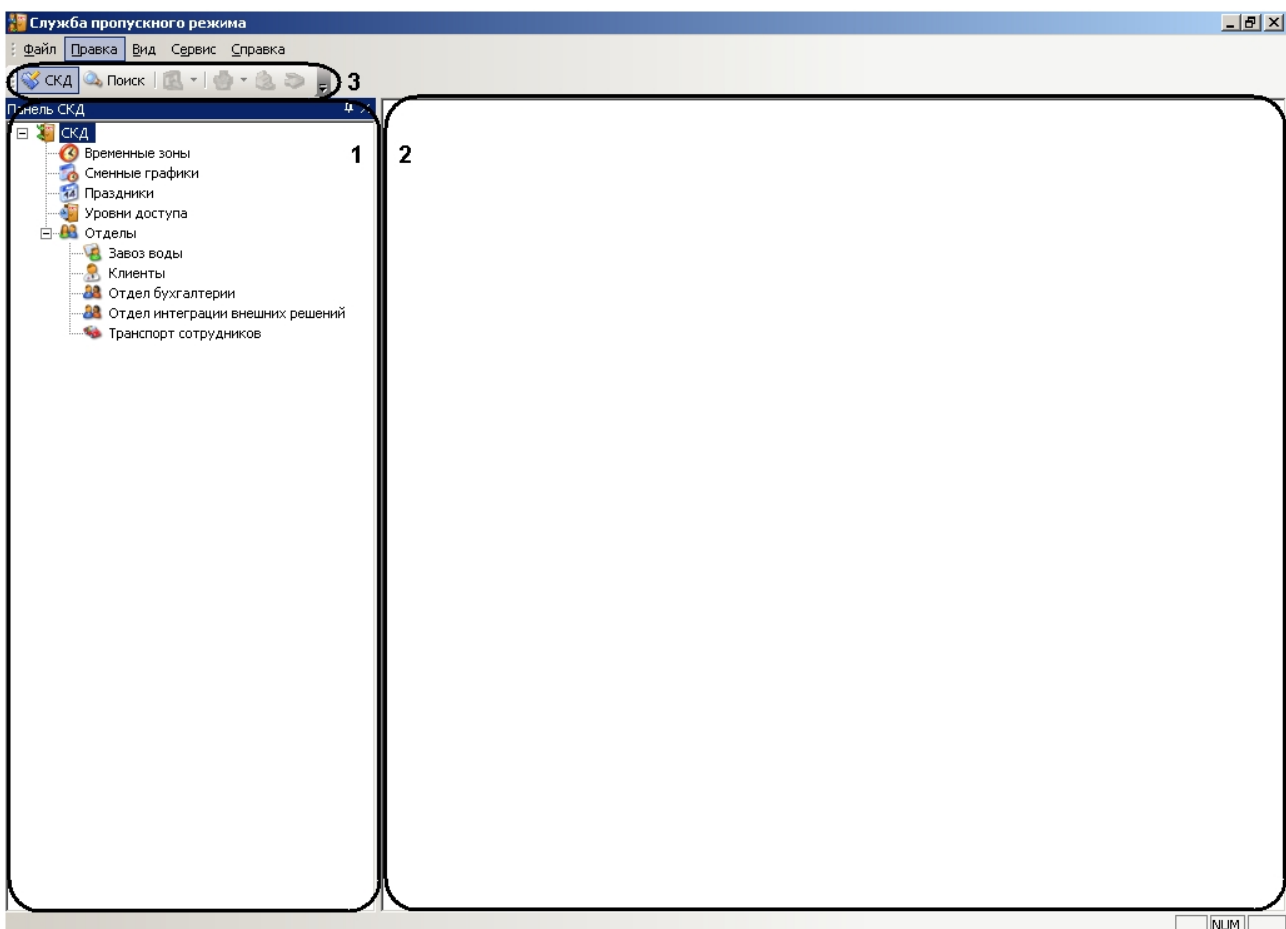 Служба пропускного режима
Файл Правка Вид Сервис Справка
СКД Поиск 3
Панель СКД
СКД
Временные зоны 1 2
Сменные графики
Праздники
Уровни доступа
Отделы
Завоз воды
Клиенты
Отдел бухгалтерии
Отдел интеграции внешних решений
Транспорт сотрудников
NUM